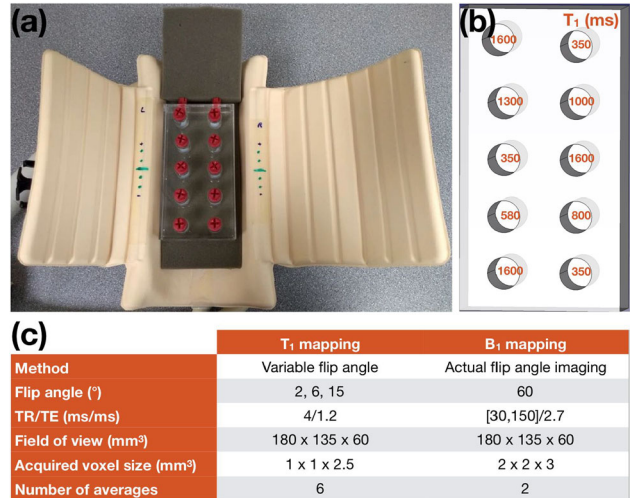 (a)
(b)
T₁ (ms)
1600 350
1300 1000
350 1600
580 800
1600 350
(c)
T₁ mapping B₁ mapping
Method Variable flip angle Actual flip angle imaging
Flip angle (°) 2, 6, 15 60
TR/TE (ms/ms) 4/1.2 [30,150]/2.7
Field of view (mm³) 180 x 135 x 60 180 x 135 x 60
Acquired voxel size (mm³) 1 x 1 x 2.5 2 x 2 x 3
Number of averages 6 2